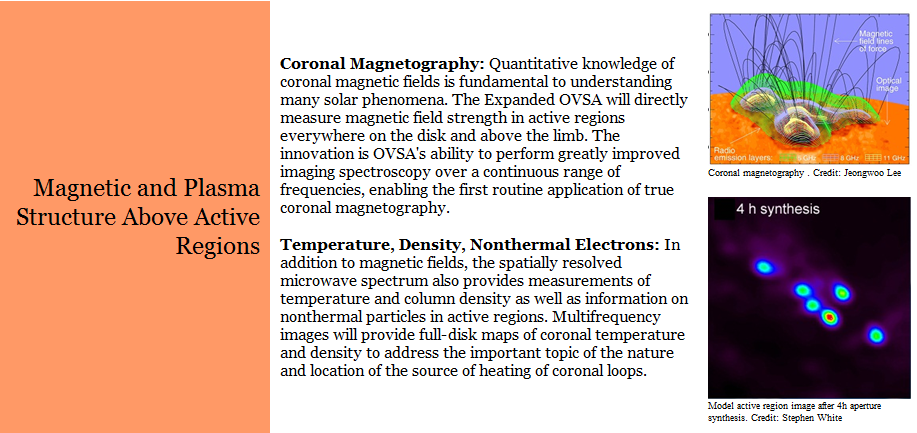 Magnetic and Plasma
Structure Above Active
Regions
Coronal Magnetography: Quantitative knowledge of
coronal magnetic fields is fundamental to understanding
many solar phenomena. The Expanded OVSA will directly
measure magnetic field strength in active regions
everywhere on the disk and above the limb. The
innovation is OVSA's ability to perform greatly improved
imaging spectroscopy over a continuous range of
frequencies, enabling the first routine application of true
coronal magnetography.
Temperature, Density, Nonthermal Electrons: In
addition to magnetic fields, the spatially resolved
microwave spectrum also provides measurements of
temperature and column density as well as information on
nonthermal particles in active regions. Multifrequency
images will provide full-disk maps of coronal temperature
and density to address the important topic of the nature
and location of the source of heating of coronal loops.
Magnetic
field lines
of force
Optical
image
Radio
emission layers:
5 GHz
8 GHz
11 GHz
Coronal magnetography . Credit: Jeongwoo Lee
4 h synthesis
Model active region image after 4h aperture
synthesis. Credit: Stephen White